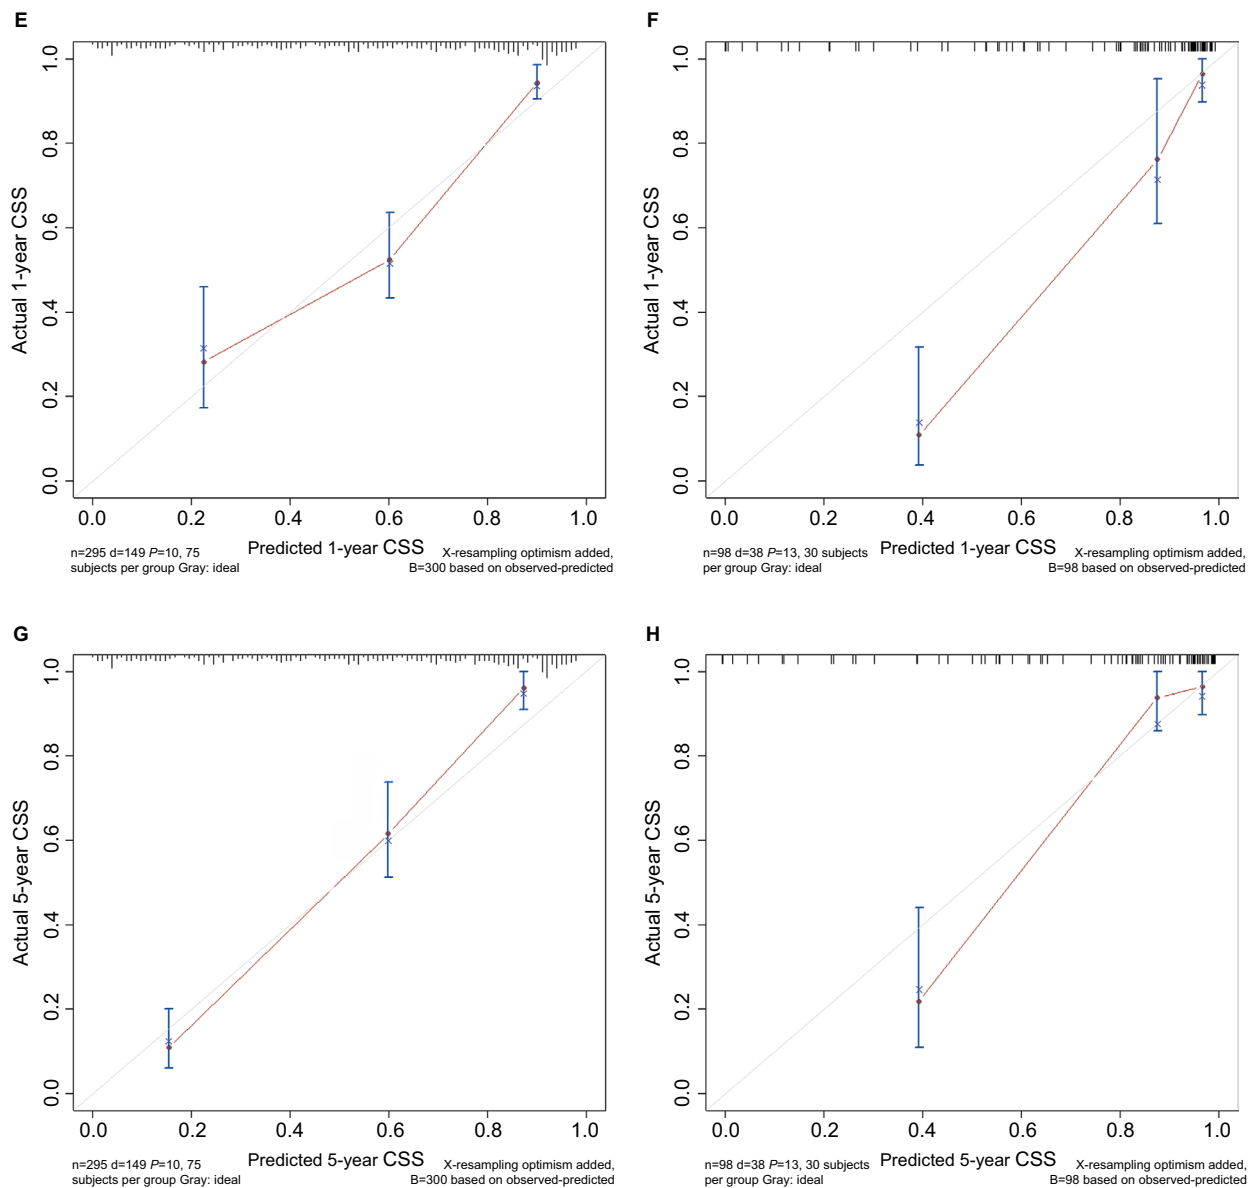 E
1.0
0.8
0.6
0.4
0.2
0.0
Actual 1-year CSS
0.0 0.2 0.4 0.6 0.8 1.0
Predicted 1-year CSS
n=295 d=149 P=10, 75
subjects per group Gray: ideal
X-resampling optimism added,
B=300 based on observed-predicted
F
1.0
0.8
0.6
0.4
0.2
0.0
Actual 1-year CSS
0.0 0.2 0.4 0.6 0.8 1.0
Predicted 1-year CSS
n=98 d=38 P=13, 30 subjects
per group Gray: ideal
X-resampling optimism added,
B=98 based on observed-predicted
G
1.0
0.8
0.6
0.4
0.2
0.0
Actual 5-year CSS
0.0 0.2 0.4 0.6 0.8 1.0
Predicted 5-year CSS
n=295 d=149 P=10, 75
subjects per group Gray: ideal
X-resampling optimism added,
B=300 based on observed-predicted
H
1.0
0.8
0.6
0.4
0.2
0.0
Actual 5-year CSS
0.0 0.2 0.4 0.6 0.8 1.0
Predicted 5-year CSS
n=98 d=38 P=13, 30 subjects
per group Gray: ideal
X-resampling optimism added,
B=98 based on observed-predicted